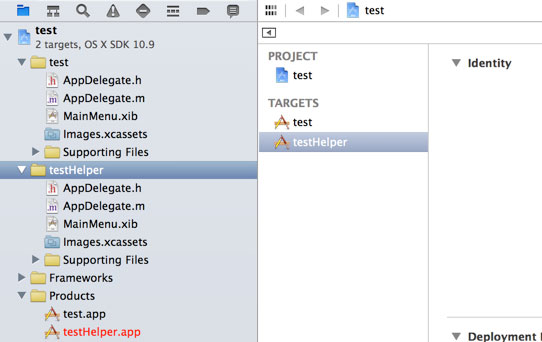 test
test
2 targets, OS X SDK 10.9
test
AppDelegate.h
AppDelegate.m
MainMenu.xib
Images.xcassets
Supporting Files
testHelper
AppDelegate.h
AppDelegate.m
MainMenu.xib
Images.xcassets
Supporting Files
Frameworks
Products
test.app
testHelper.app
PROJECT
test
TARGETS
test
testHelper
Identity
Deployment